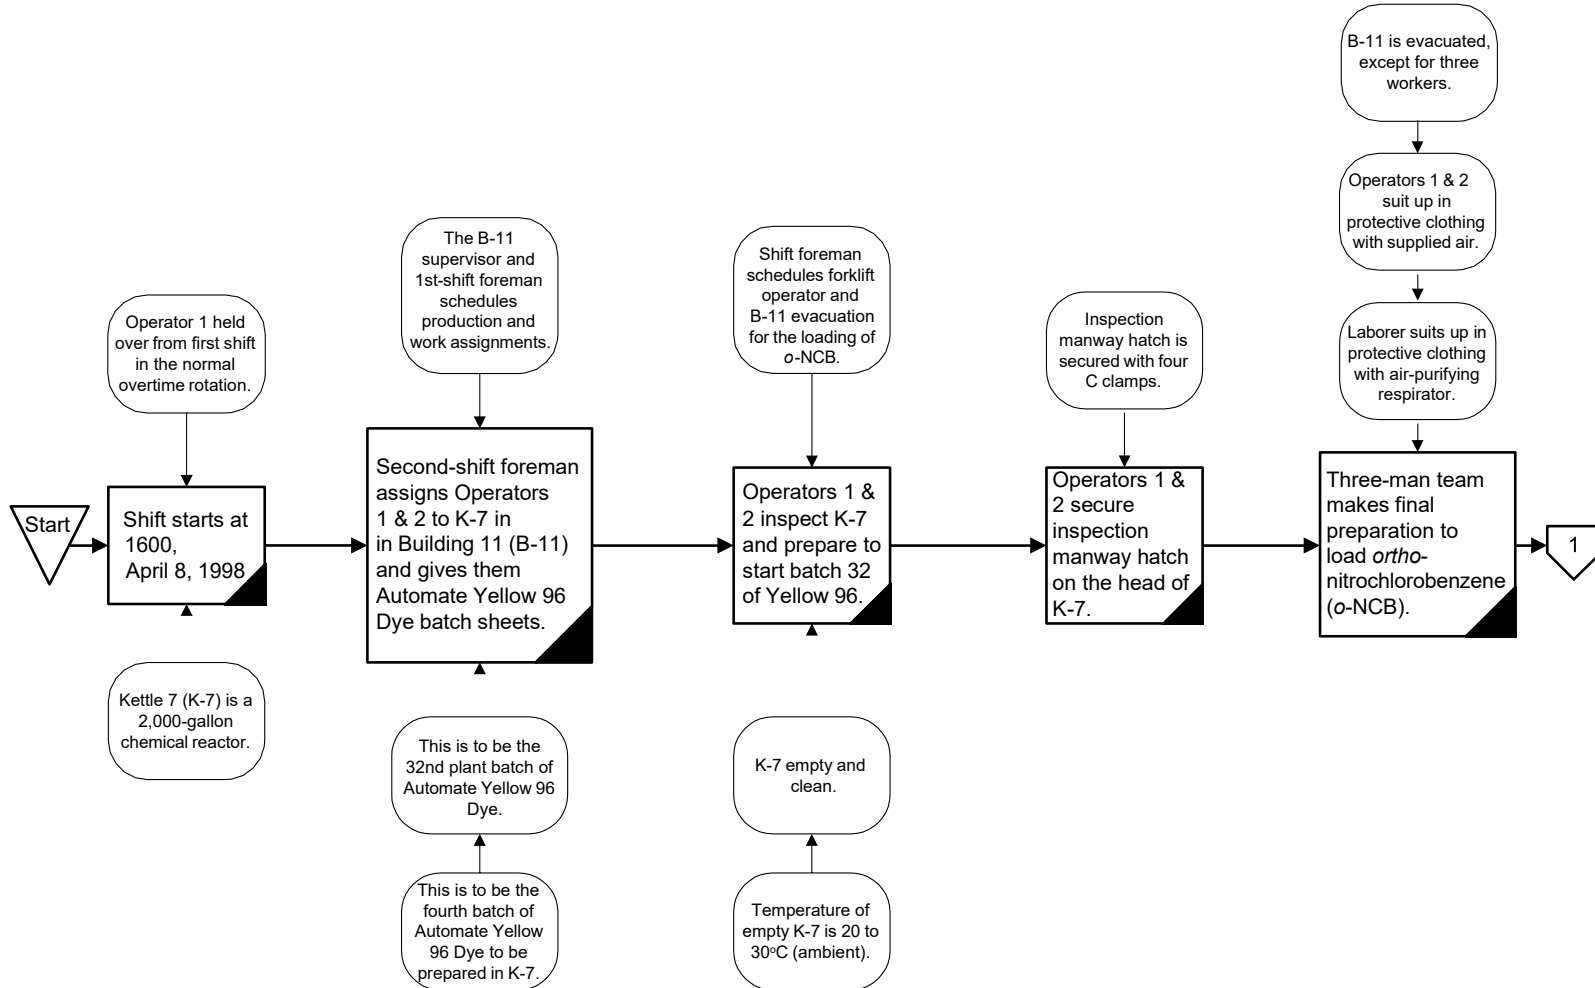 B-11 is evacuated,
except for three
workers.
Operators 1 & 2
suit up in
protective clothing
with supplied air.
The B-11
supervisor and
1st-shift foreman
schedules
production and
work assignments.
Shift foreman
schedules forklift
operator and
B-11 evacuation
for the loading of
o-NCB.
Operator 1 held
over from first shift
in the normal
overtime rotation.
Inspection
manway hatch is
secured with four
C clamps.
Laborer suits up in
protective clothing
with air-purifying
respirator.
Start
Shift starts at
1600,
April 8, 1998
Second-shift foreman
assigns Operators
1 & 2 to K-7 in
in Building 11 (B-11)
and gives them
Automate Yellow 96
Dye batch sheets.
Operators 1 &
2 inspect K-7
and prepare to
start batch 32
of Yellow 96.
Operators 1 &
2 secure
inspection
manway hatch
on the head of
K-7.
Three-man team
makes final
preparation to
load ortho-
nitrochlorobenzene
(o-NCB).
1
Kettle 7 (K-7) is a
2,000-gallon
chemical reactor.
This is to be the
32nd plant batch of
Automate Yellow 96
Dye.
K-7 empty and
clean.
This is to be the
fourth batch of
Automate Yellow
96 Dye to be
prepared in K-7.
Temperature of
empty K-7 is 20 to
30°C (ambient).